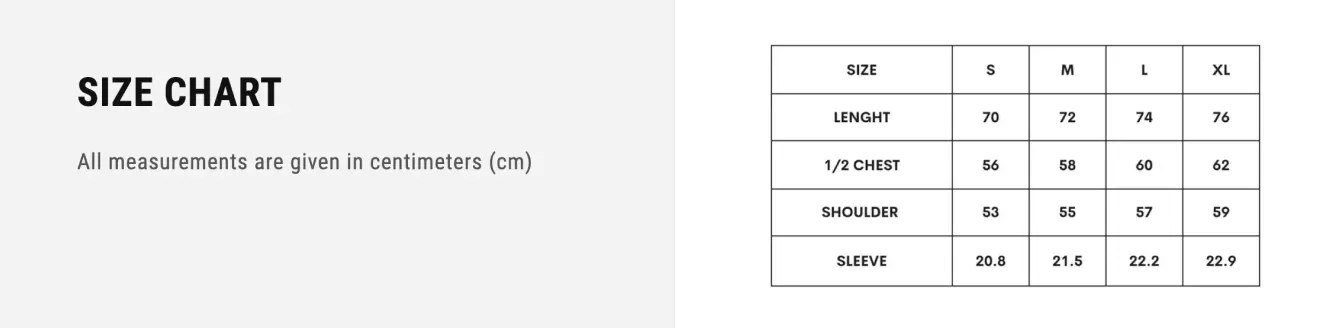 SIZE CHART
All measurements are given in centimeters (cm)
SIZE S M L XL
LENGHT 70 72 74 76
1/2 CHEST 56 58 60 62
SHOULDER 53 55 57 59
SLEEVE 20.8 21.5 22.2 22.9